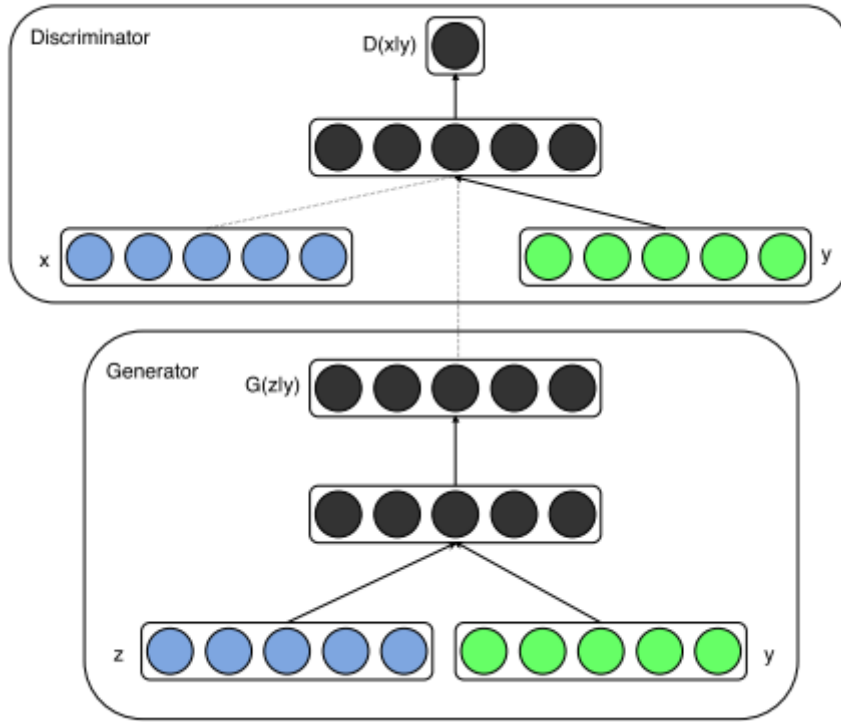 Discriminator
D(x|y)
x
y
Generator
G(z|y)
z
y